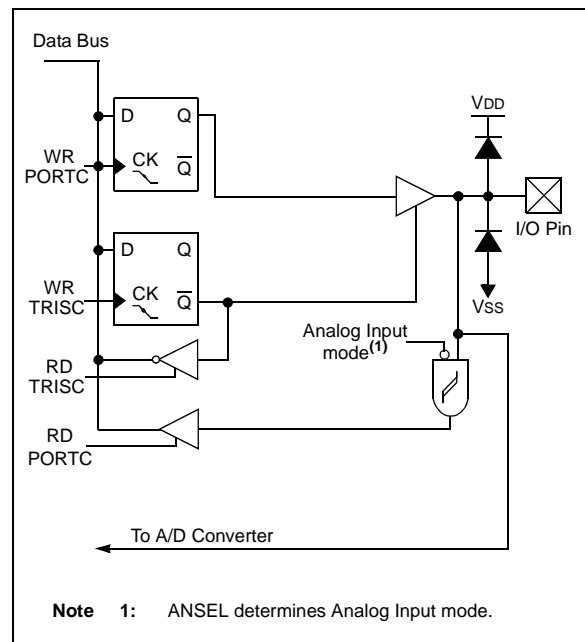 Data Bus
D Q
WR
PORTC
CK
Q
VDD
I/O Pin
D Q
WR
TRISC
CK
Q
VSS
Analog Input
mode(1)
RD
TRISC
RD
PORTC
To A/D Converter
Note 1: ANSEL determines Analog Input mode.